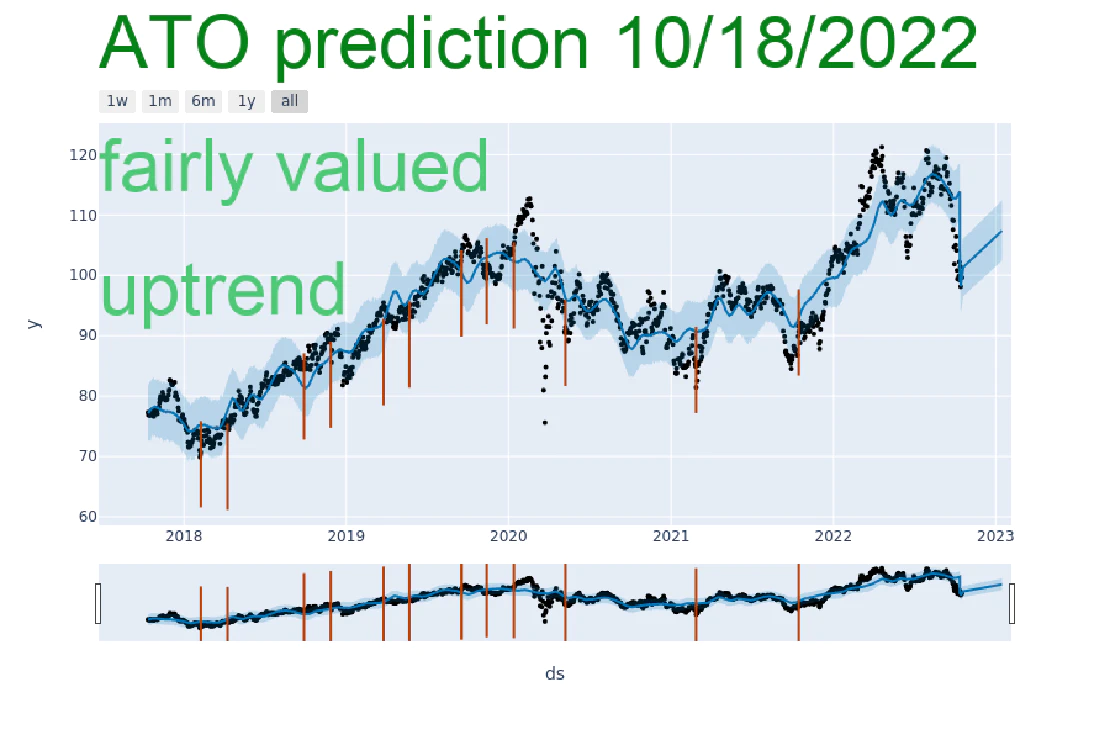 ATO prediction 10/18/2022
1w 1m 6m 1y all
fairly valued
uptrend
120
110
100
90
80
70
60
y
2018 2019 2020 2021 2022 2023
ds